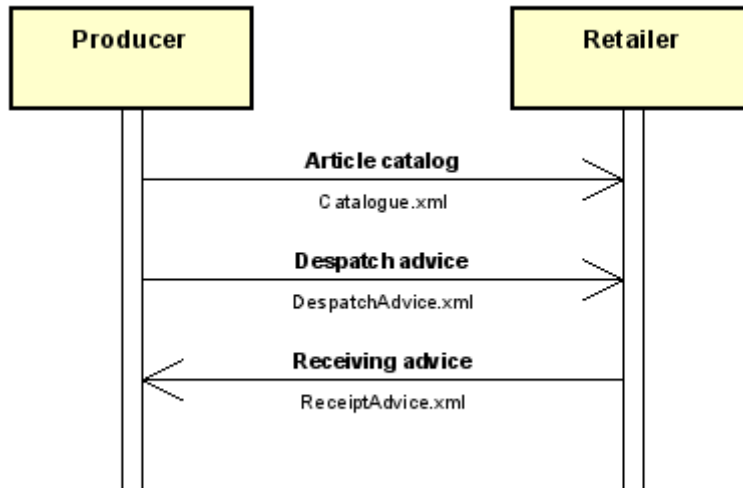 Producer
Retailer
Article catalog
Catalogue.xml
Despatch advice
DespatchAdvice.xml
Receiving advice
ReceiptAdvice.xml